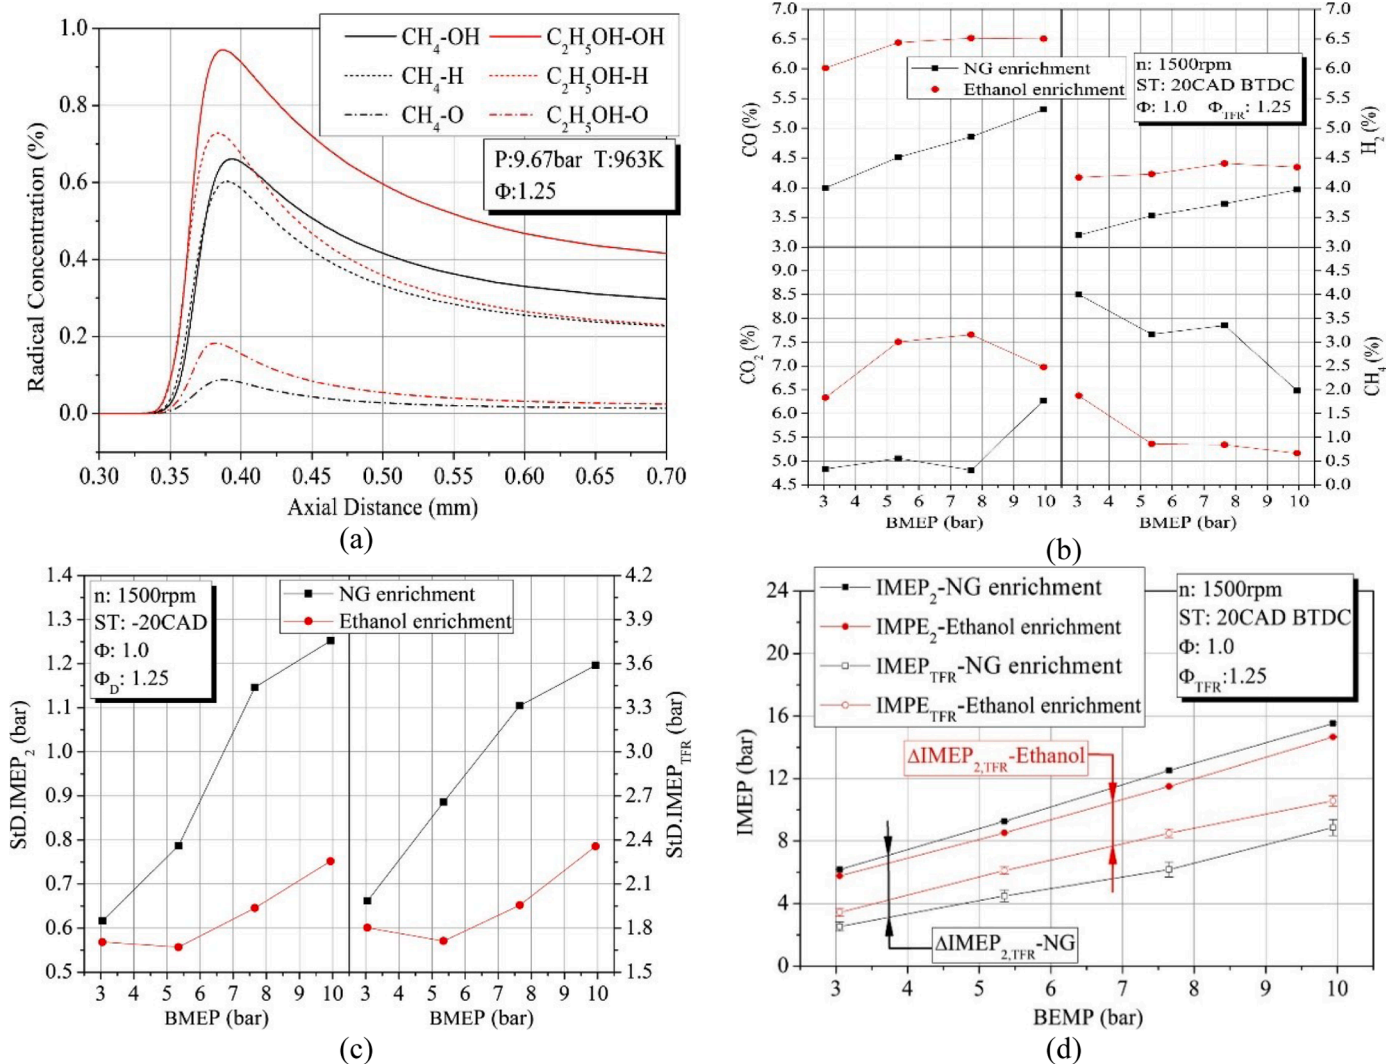 1.0
0.8
0.6
0.4
0.2
0.0
Radical Concentration (%)
CH4-OH C2H5OH-OH
CH4-H C2H5OH-H
CH4-O C2H5OH-O
P:9.67bar T:963K
Φ:1.25
0.30 0.35 0.40 0.45 0.50 0.55 0.60 0.65 0.70
Axial Distance (mm)
(a)
7.0
6.5
6.0
5.5
5.0
4.5
4.0
3.5
3.0
CO (%)
9.0
8.5
8.0
7.5
7.0
6.5
6.0
5.5
5.0
4.5
CO2 (%)
NG enrichment
Ethanol enrichment
n: 1500rpm
ST: 20CAD BTDC
Φ: 1.0 ΦTFR: 1.25
7.0
6.5
6.0
5.5
5.0
4.5
4.0
3.5
3.0
H2 (%)
4.5
4.0
3.5
3.0
2.5
2.0
1.5
1.0
0.5
0.0
CH4 (%)
3 4 5 6 7 8 9 10 3 4 5 6 7 8 9 10
BMEP (bar) BMEP (bar)
(b)
1.4
1.3
1.2
1.1
1.0
0.9
0.8
0.7
0.6
0.5
StD.IMEP2 (bar)
n: 1500rpm
ST: -20CAD
Φ: 1.0
ΦD: 1.25
NG enrichment
Ethanol enrichment
4.2
3.9
3.6
3.3
3.0
2.7
2.4
2.1
1.8
1.5
StD.IMEPTFR (bar)
3 4 5 6 7 8 9 10 3 4 5 6 7 8 9 10
BMEP (bar) BMEP (bar)
(c)
24
20
16
12
8
4
0
IMEP (bar)
IMEP2-NG enrichment
IMPE2-Ethanol enrichment
IMEPTFR-NG enrichment
IMPETFR-Ethanol enrichment
n: 1500rpm
ST: 20CAD BTDC
Φ: 1.0
ΦTFR:1.25
ΔIMEP2,TFR-Ethanol
ΔIMEP2,TFR-NG
3 4 5 6 7 8 9 10
BEMP (bar)
(d)